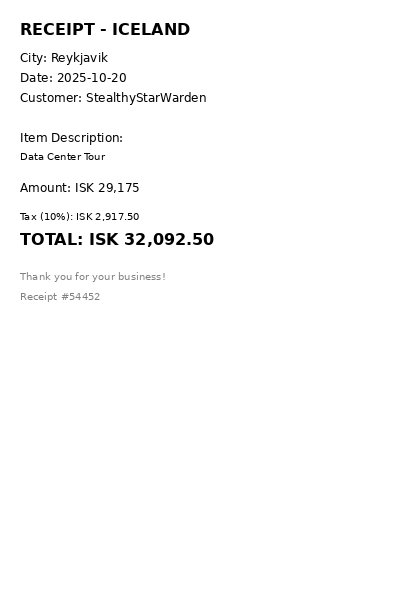 RECEIPT - ICELAND
City: Reykjavik
Date: 2025-10-20
Customer: StealthyStarWarden
Item Description:
Data Center Tour
Amount: ISK 29,175
Tax (10%): ISK 2,917.50
TOTAL: ISK 32,092.50
Thank you for your business!
Receipt #54452